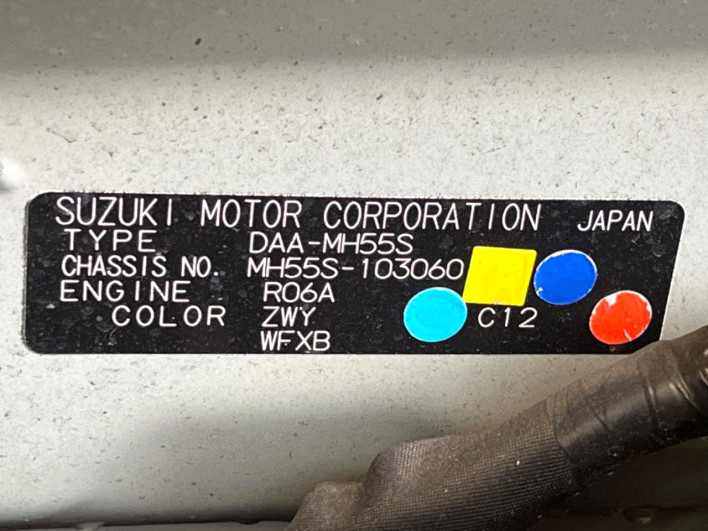 SUZUKI MOTOR CORPORATION JAPAN
TYPE DAA-MH55S
CHASSIS NO. MH55S-103060
ENGINE R06A
COLOR ZWY C12
WFXB